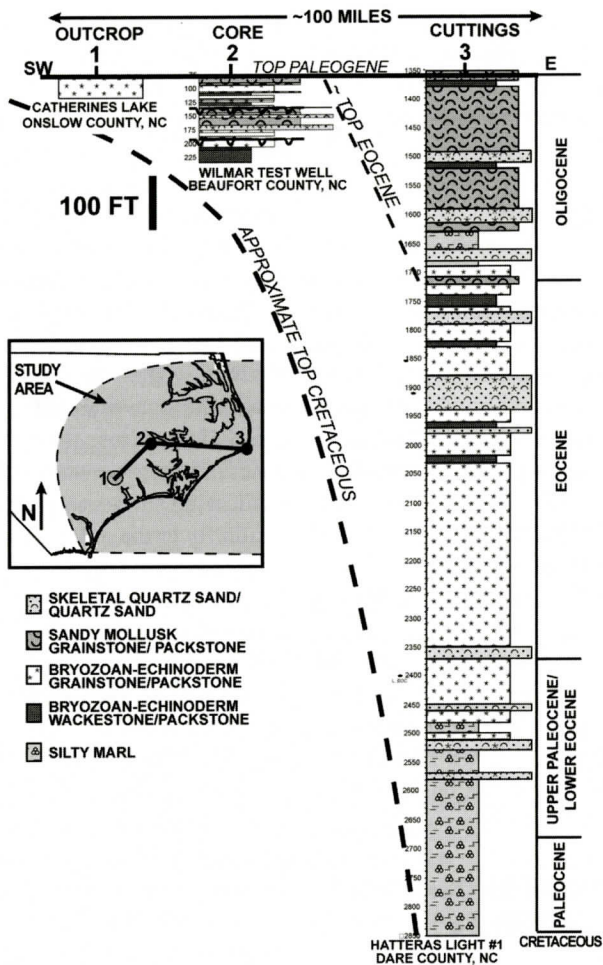 ~100 MILES
OUTCROP
1
CORE
2
CUTTINGS
3
SW
TOP PALEOGENE
E
CATHERINES LAKE
ONSLOW COUNTY, NC
100
125
150
175
200
225
WILMAR TEST WELL
BEAUFORT COUNTY, NC
~ TOP EOCENE
100 FT
APPROXIMATE TOP CRETACEOUS
1350
1400
1450
1500
1550
1600
1650
1700
1750
1800
1850
1900
1950
2000
2050
2100
2150
2200
2250
2300
2350
2400
2450
2500
2550
2600
2650
2700
2750
2800
2850
OLIGOCENE
EOCENE
UPPER PALEOCENE/
LOWER EOCENE
PALEOCENE
CRETACEOUS
STUDY
AREA
1
2
3
N
SKELETAL QUARTZ SAND/
QUARTZ SAND
SANDY MOLLUSK
GRAINSTONE/ PACKSTONE
BRYOZOAN-ECHINODERM
GRAINSTONE/PACKSTONE
BRYOZOAN-ECHINODERM
WACKESTONE/PACKSTONE
SILTY MARL
HATTERAS LIGHT #1
DARE COUNTY, NC